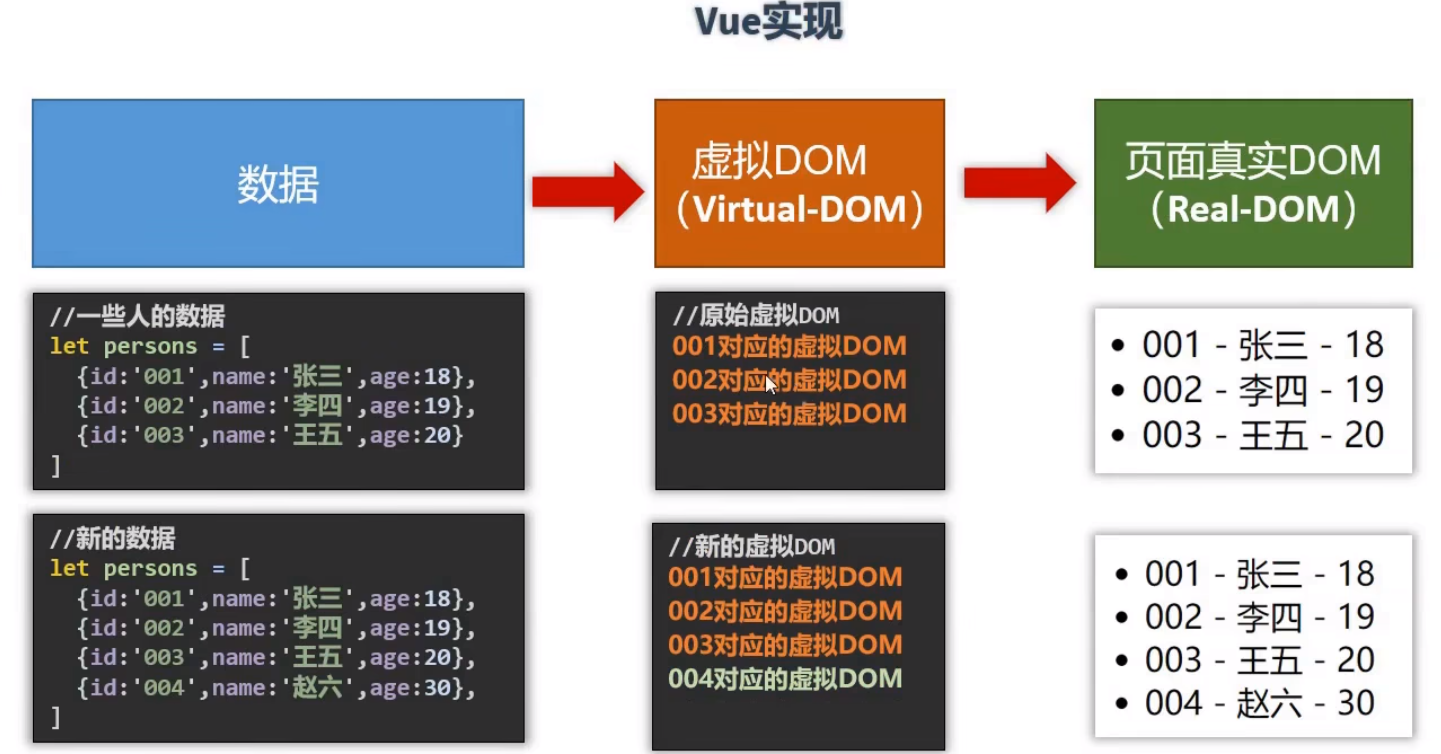 Vue实现
数据
虚拟DOM
（Virtual-DOM）
页面真实DOM
（Real-DOM）
//一些人的数据
let persons = [
{id:'001',name:'张三',age:18},
{id:'002',name:'李四',age:19},
{id:'003',name:'王五',age:20}
]
//原始虚拟DOM
001对应的虚拟DOM
002对应的虚拟DOM
003对应的虚拟DOM
• 001 - 张三 - 18
• 002 - 李四 - 19
• 003 - 王五 - 20
//新的数据
let persons = [
{id:'001',name:'张三',age:18},
{id:'002',name:'李四',age:19},
{id:'003',name:'王五',age:20},
{id:'004',name:'赵六',age:30},
]
//新的虚拟DOM
001对应的虚拟DOM
002对应的虚拟DOM
003对应的虚拟DOM
004对应的虚拟DOM
• 001 - 张三 - 18
• 002 - 李四 - 19
• 003 - 王五 - 20
• 004 - 赵六 - 30